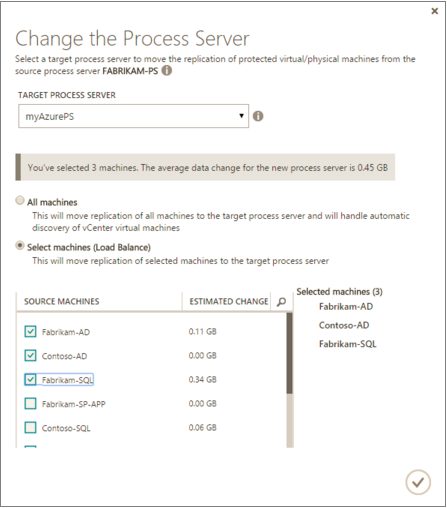 Change the Process Server
Select a target process server to move the replication of protected virtual/physical machines from the
source process server FABRIKAM-PS
TARGET PROCESS SERVER
myAzurePS
You've selected 3 machines. The average data change for the new process server is 0.45 GB
All machines
This will move replication of all machines to the target process server and will handle automatic
discovery of vCenter virtual machines
Select machines (Load Balance)
This will move replication of selected machines to the target process server
SOURCE MACHINES ESTIMATED CHANGE
Fabrikam-AD 0.11 GB
Contoso-AD 0.00 GB
Fabrikam-SQL 0.34 GB
Fabrikam-SP-APP 0.00 GB
Contoso-SQL 0.06 GB
Selected machines (3)
Fabrikam-AD
Contoso-AD
Fabrikam-SQL